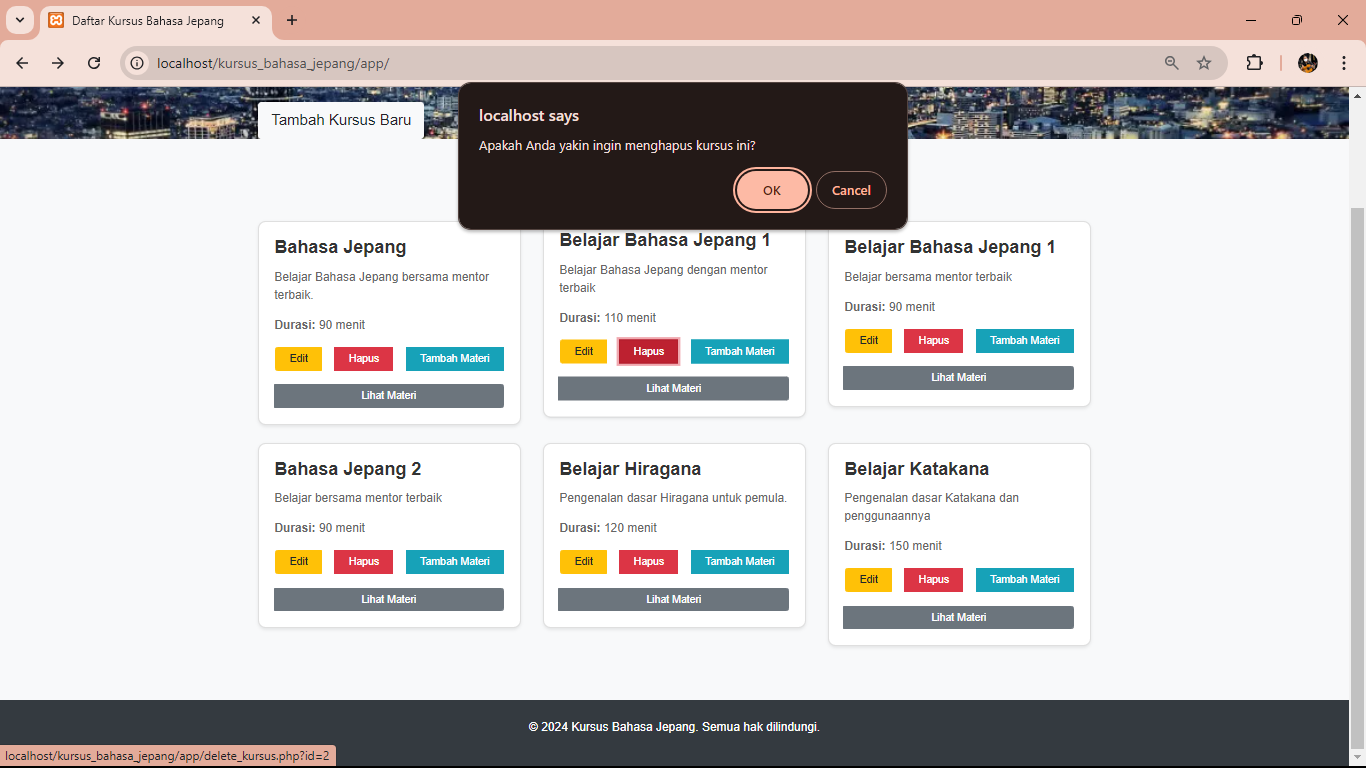 Daftar Kursus Bahasa Jepang
localhost/kursus_bahasa_jepang/app/
Tambah Kursus Baru
localhost says
Apakah Anda yakin ingin menghapus kursus ini?
OK
Cancel
Bahasa Jepang
Belajar Bahasa Jepang bersama mentor
terbaik.
Durasi: 90 menit
Edit
Hapus
Tambah Materi
Lihat Materi
Belajar Bahasa Jepang 1
Belajar Bahasa Jepang dengan mentor
terbaik
Durasi: 110 menit
Edit
Hapus
Tambah Materi
Lihat Materi
Belajar Bahasa Jepang 1
Belajar bersama mentor terbaik
Durasi: 90 menit
Edit
Hapus
Tambah Materi
Lihat Materi
Bahasa Jepang 2
Belajar bersama mentor terbaik
Durasi: 90 menit
Edit
Hapus
Tambah Materi
Lihat Materi
Belajar Hiragana
Pengenalan dasar Hiragana untuk pemula.
Durasi: 120 menit
Edit
Hapus
Tambah Materi
Lihat Materi
Belajar Katakana
Pengenalan dasar Katakana dan
penggunaannya
Durasi: 150 menit
Edit
Hapus
Tambah Materi
Lihat Materi
© 2024 Kursus Bahasa Jepang. Semua hak dilindungi.
localhost/kursus_bahasa_jepang/app/delete_kursus.php?id=2